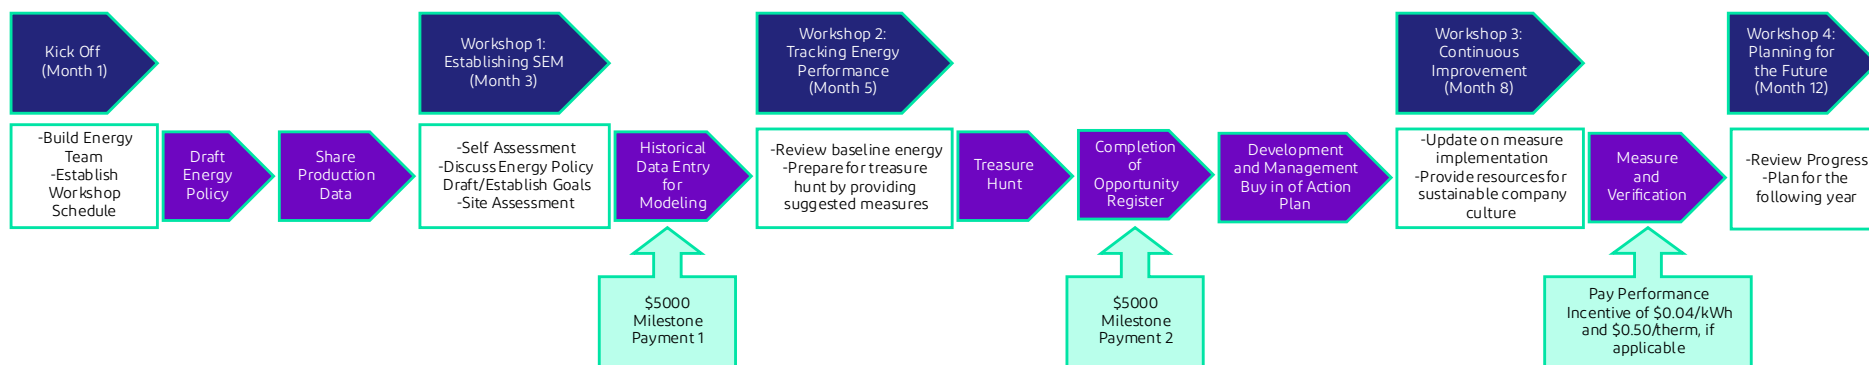 Kick Off
(Month 1)
Workshop 1:
Establishing SEM
(Month 3)
Workshop 2:
Tracking Energy
Performance
(Month 5)
Workshop 3:
Continuous
Improvement
(Month 8)
Workshop 4:
Planning for
the Future
(Month 12)
-Build Energy
Team
-Establish
Workshop
Schedule
Draft
Energy
Policy
Share
Production
Data
-Self Assessment
-Discuss Energy Policy
Draft/Establish Goals
-Site Assessment
Historical
Data Entry
for
Modeling
-Review baseline energy
-Prepare for treasure
hunt by providing
suggested measures
Treasure
Hunt
Completion
of
Opportunity
Register
Development
and Management
Buy in of Action
Plan
-Update on measure
implementation
-Provide resources for
sustainable company
culture
Measure
and
Verification
-Review Progress
-Plan for the
following year
$5000
Milestone
Payment 1
$5000
Milestone
Payment 2
Pay Performance
Incentive of $0.04/kWh
and $0.50/therm, if
applicable